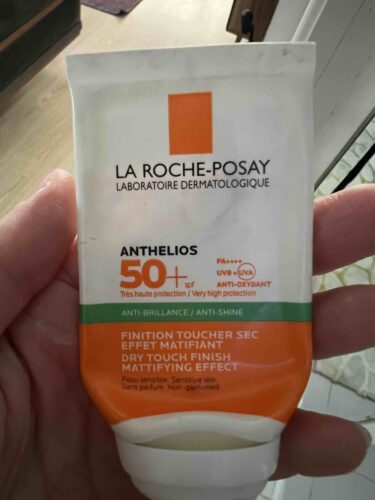 LA ROCHE-POSAY
LABORATOIRE DERMATOLOGIQUE
ANTHELIOS
50+ spf
PA++++
UVB + UVA
ANTI-OXYDANT
Très haute protection / Very high protection
ANTI-BRILLANCE / ANTI-SHINE
FINITION TOUCHER SEC
EFFET MATIFIANT
DRY TOUCH FINISH
MATTIFYING EFFECT
Peau sensible. Sensitive skin.
Sans parfum. Non-perfumed.